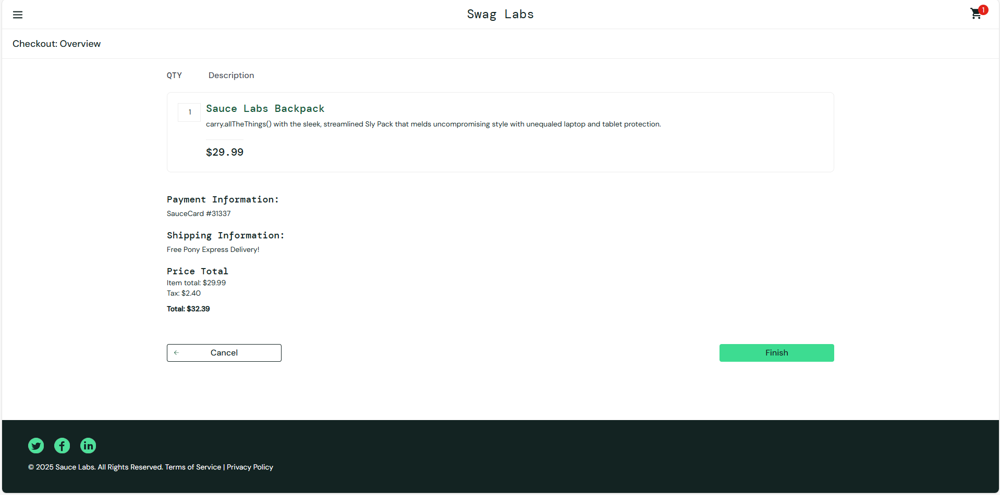 Swag Labs
1
Checkout: Overview
QTY Description
1
Sauce Labs Backpack
carry.allTheThings() with the sleek, streamlined Sly Pack that melds uncompromising style with unequaled laptop and tablet protection.
$29.99
Payment Information:
SauceCard #31337
Shipping Information:
Free Pony Express Delivery!
Price Total
Item total: $29.99
Tax: $2.40
Total: $32.39
Cancel
Finish
© 2025 Sauce Labs. All Rights Reserved. Terms of Service | Privacy Policy